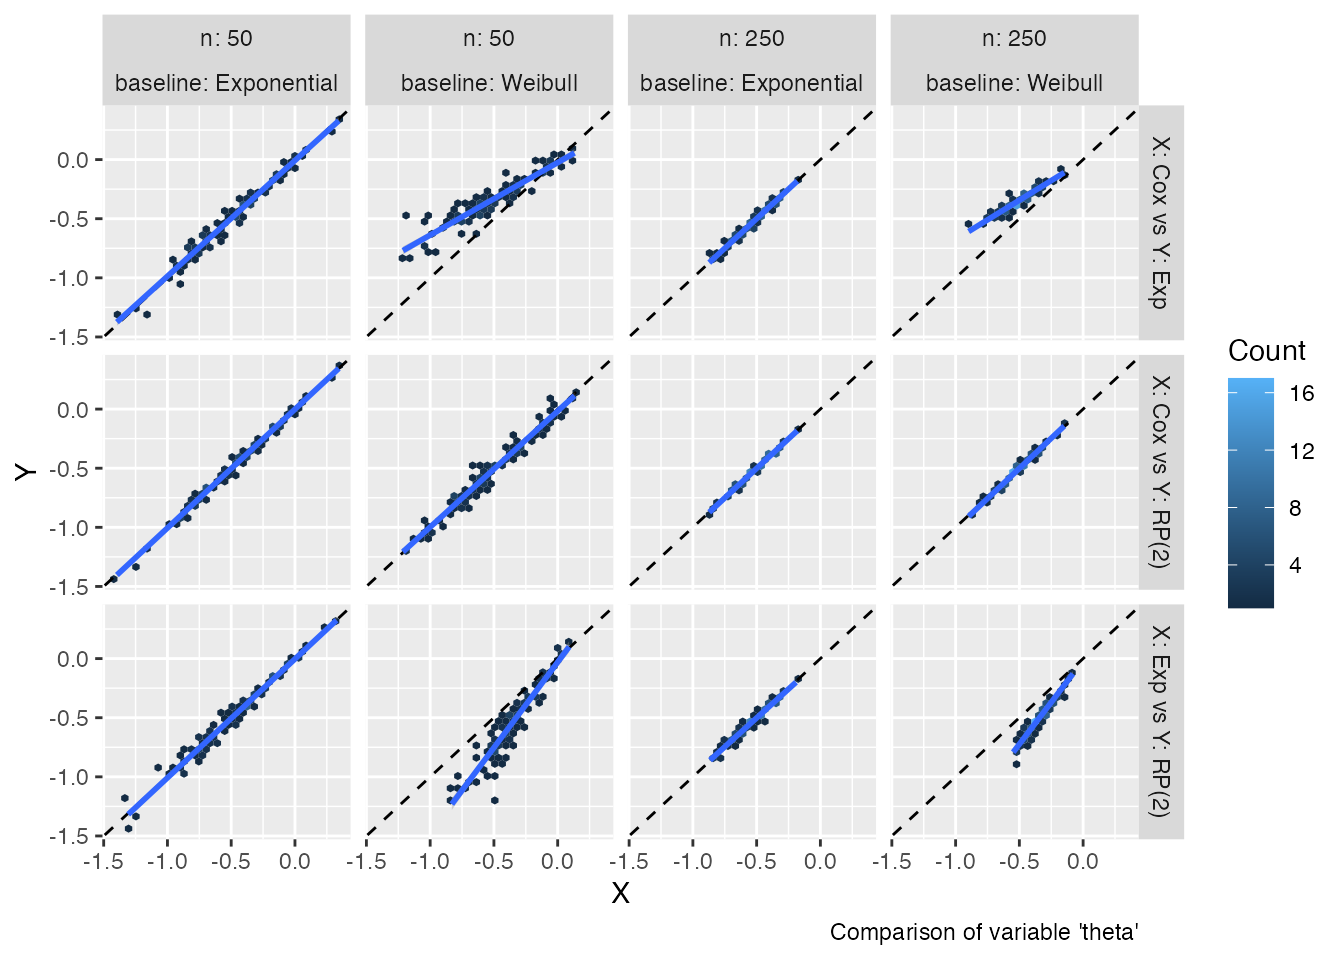 n: 50
n: 50
n: 250
n: 250
baseline: Exponential
baseline: Weibull
baseline: Exponential
baseline: Weibull
0.0
-0.5
-1.0
-1.5
X: Cox vs Y: Exp
0.0
-0.5
-1.0
-1.5
X: Cox vs Y: RP(2)
0.0
-0.5
-1.0
-1.5
X: Exp vs Y: RP(2)
Y
-1.5 -1.0 -0.5 0.0
-1.5 -1.0 -0.5 0.0
-1.5 -1.0 -0.5 0.0
-1.5 -1.0 -0.5 0.0
X
Count
16
12
8
4
Comparison of variable 'theta'